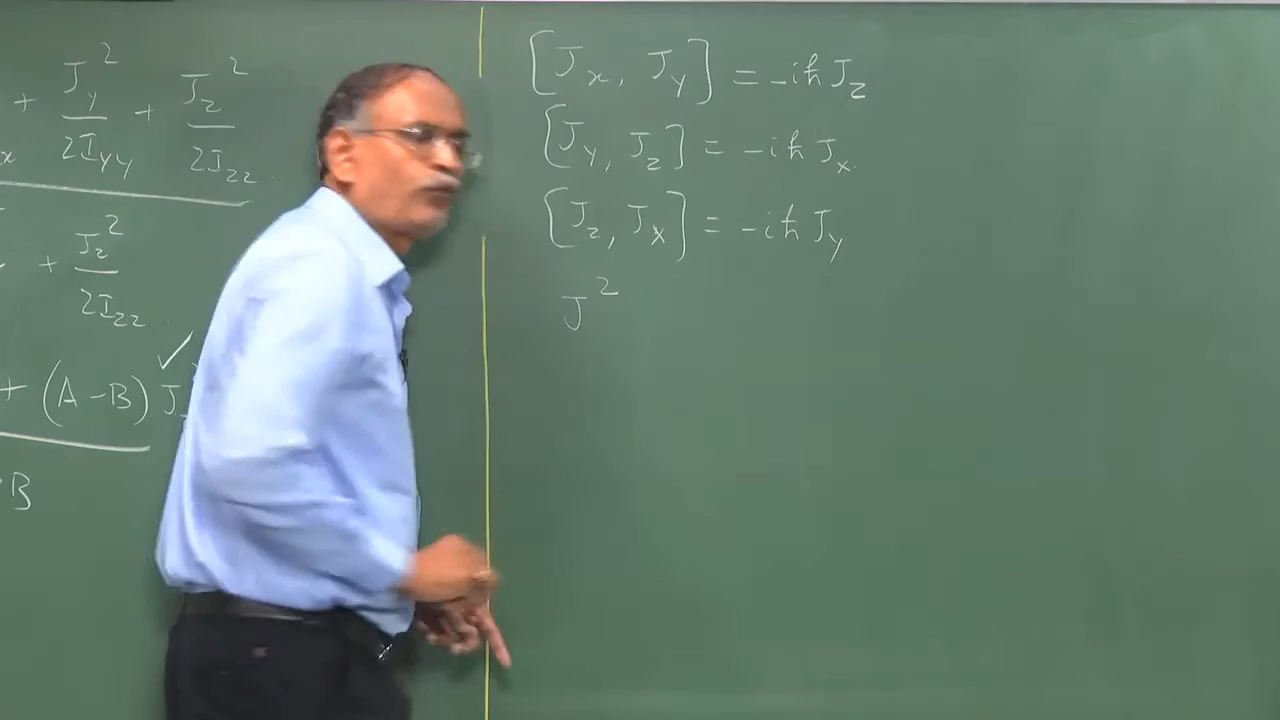 + J_y^2 / 2I_yy + J_z^2 / 2I_zz
+ J_z^2 / 2I_zz
+ (A - B) J ✓
B
[J_x, J_y] = -iℏ J_z
[J_y, J_z] = -iℏ J_x
[J_z, J_x] = -iℏ J_y
J^2